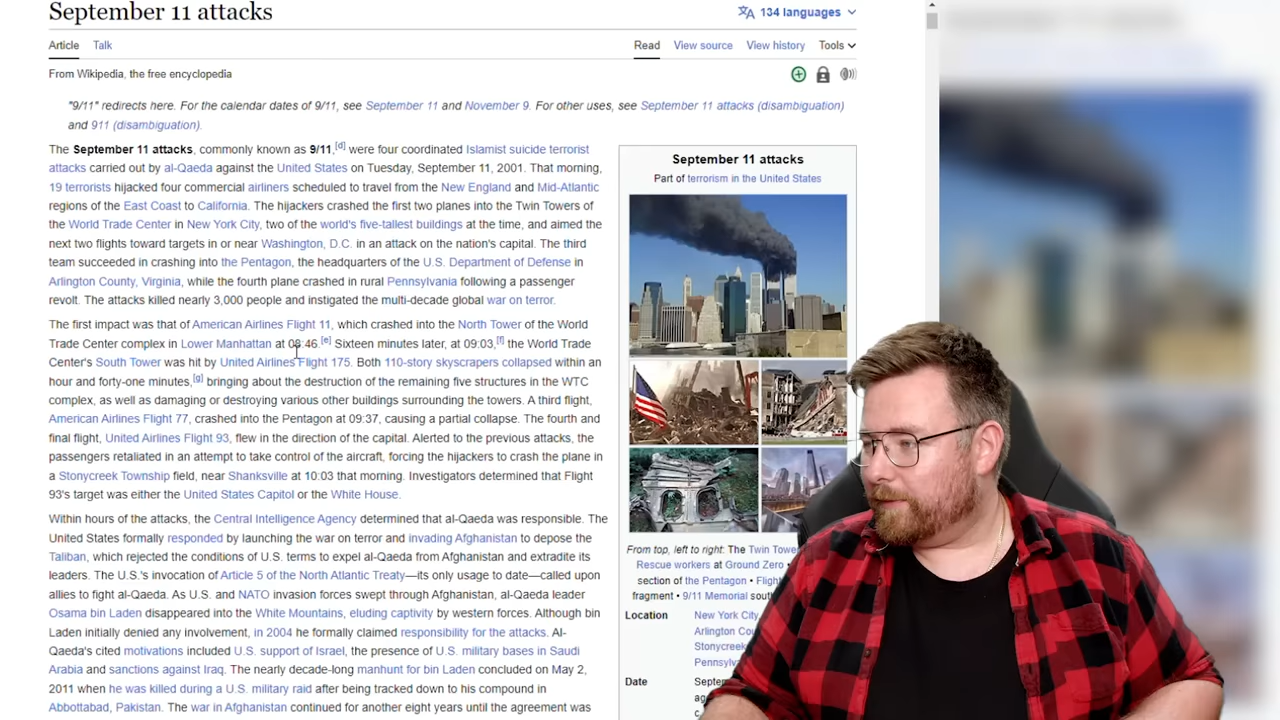 September 11 attacks
134 languages
Article Talk Read View source View history Tools
From Wikipedia, the free encyclopedia
"9/11" redirects here. For the calendar dates of 9/11, see September 11 and November 9. For other uses, see September 11 attacks (disambiguation)
and 911 (disambiguation).
The September 11 attacks, commonly known as 9/11,[d] were four coordinated Islamist suicide terrorist
attacks carried out by al-Qaeda against the United States on Tuesday, September 11, 2001. That morning,
19 terrorists hijacked four commercial airliners scheduled to travel from the New England and Mid-Atlantic
regions of the East Coast to California. The hijackers crashed the first two planes into the Twin Towers of
the World Trade Center in New York City, two of the world's five-tallest buildings at the time, and aimed the
next two flights toward targets in or near Washington, D.C. in an attack on the nation's capital. The third
team succeeded in crashing into the Pentagon, the headquarters of the U.S. Department of Defense in
Arlington County, Virginia, while the fourth plane crashed in rural Pennsylvania following a passenger
revolt. The attacks killed nearly 3,000 people and instigated the multi-decade global war on terror.
The first impact was that of American Airlines Flight 11, which crashed into the North Tower of the World
Trade Center complex in Lower Manhattan at 08:46.[e] Sixteen minutes later, at 09:03,[f] the World Trade
Center's South Tower was hit by United Airlines Flight 175. Both 110-story skyscrapers collapsed within an
hour and forty-one minutes,[g] bringing about the destruction of the remaining five structures in the WTC
complex, as well as damaging or destroying various other buildings surrounding the towers. A third flight,
American Airlines Flight 77, crashed into the Pentagon at 09:37, causing a partial collapse. The fourth and
final flight, United Airlines Flight 93, flew in the direction of the capital. Alerted to the previous attacks, the
passengers retaliated in an attempt to take control of the aircraft, forcing the hijackers to crash the plane in
a Stonycreek Township field, near Shanksville at 10:03 that morning. Investigators determined that Flight
93's target was either the United States Capitol or the White House.
Within hours of the attacks, the Central Intelligence Agency determined that al-Qaeda was responsible. The
United States formally responded by launching the war on terror and invading Afghanistan to depose the
Taliban, which rejected the conditions of U.S. terms to expel al-Qaeda from Afghanistan and extradite its
leaders. The U.S.'s invocation of Article 5 of the North Atlantic Treaty—its only usage to date—called upon
allies to fight al-Qaeda. As U.S. and NATO invasion forces swept through Afghanistan, al-Qaeda leader
Osama bin Laden disappeared into the White Mountains, eluding captivity by western forces. Although bin
Laden initially denied any involvement, in 2004 he formally claimed responsibility for the attacks. Al-
Qaeda's cited motivations included U.S. support of Israel, the presence of U.S. military bases in Saudi
Arabia and sanctions against Iraq. The nearly decade-long manhunt for bin Laden concluded on May 2,
2011 when he was killed during a U.S. military raid after being tracked down to his compound in
Abbottabad, Pakistan. The war in Afghanistan continued for another eight years until the agreement was
September 11 attacks
Part of terrorism in the United States
From top, left to right: The Twin
Rescue workers at Ground Zero •
section of the Pentagon •
fragment • 9/11 Memorial
Location New York City
Arlington
Date